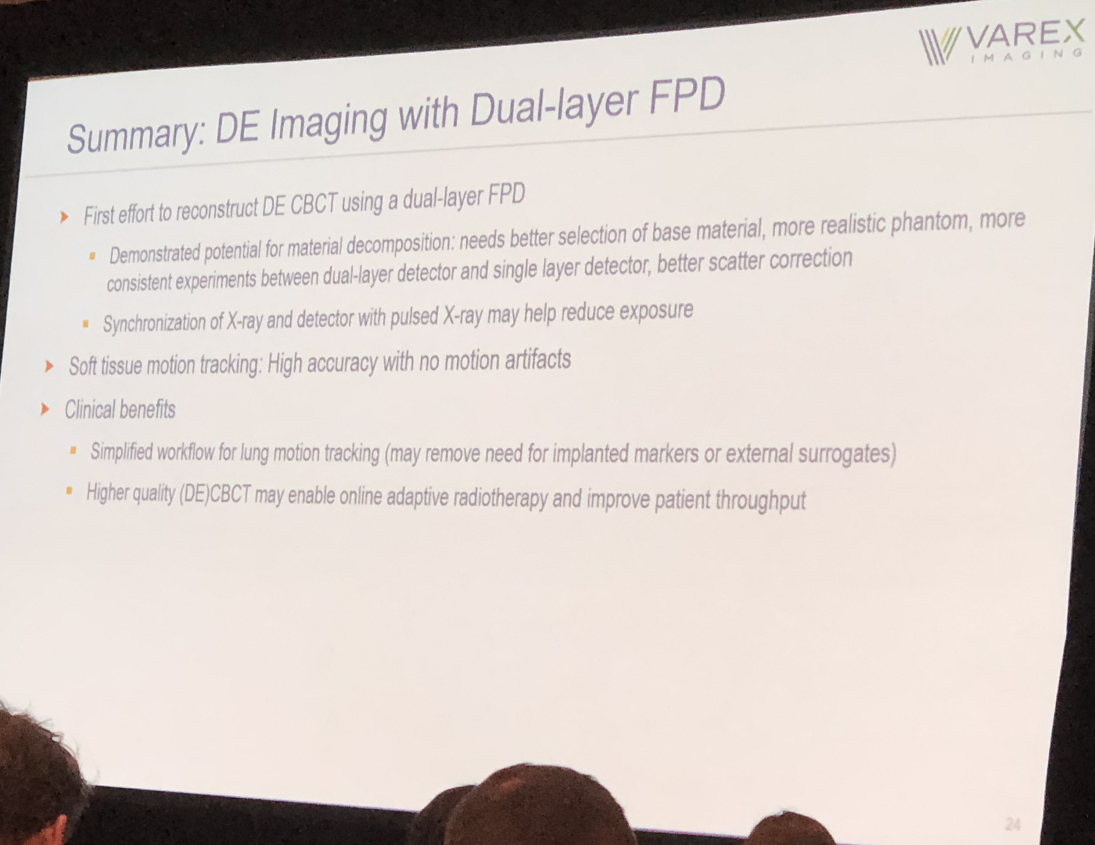 VAREX
IMAGING
Summary: DE Imaging with Dual-layer FPD
First effort to reconstruct DE CBCT using a dual-layer FPD
Demonstrated potential for material decomposition: needs better selection of base material, more realistic phantom, more
consistent experiments between dual-layer detector and single layer detector, better scatter correction
Synchronization of X-ray and detector with pulsed X-ray may help reduce exposure
Soft tissue motion tracking: High accuracy with no motion artifacts
Clinical benefits
Simplified workflow for lung motion tracking (may remove need for implanted markers or external surrogates)
Higher quality (DE)CBCT may enable online adaptive radiotherapy and improve patient throughput
24